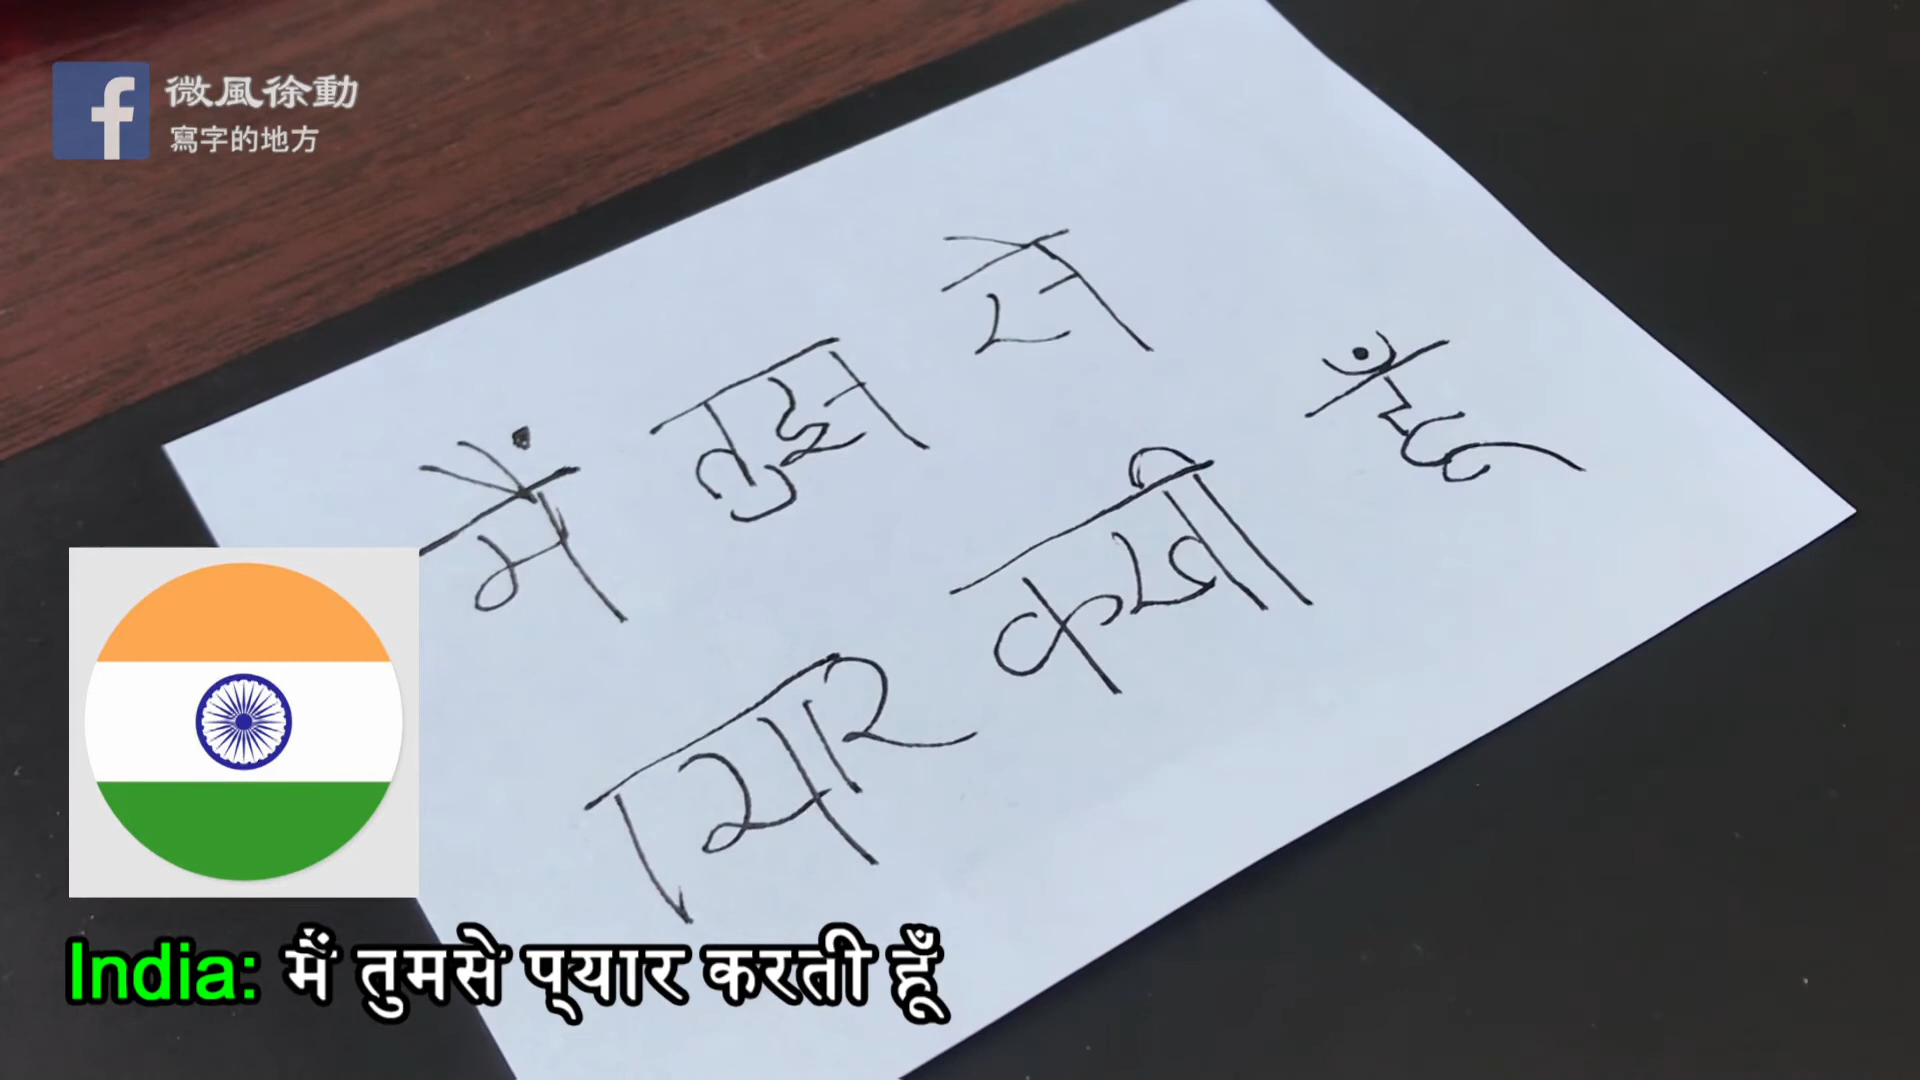 微風徐動
寫字的地方
मैं तुझ से
प्यार करती हूँ
India: मैं तुमसे प्‌यार करती हूँ